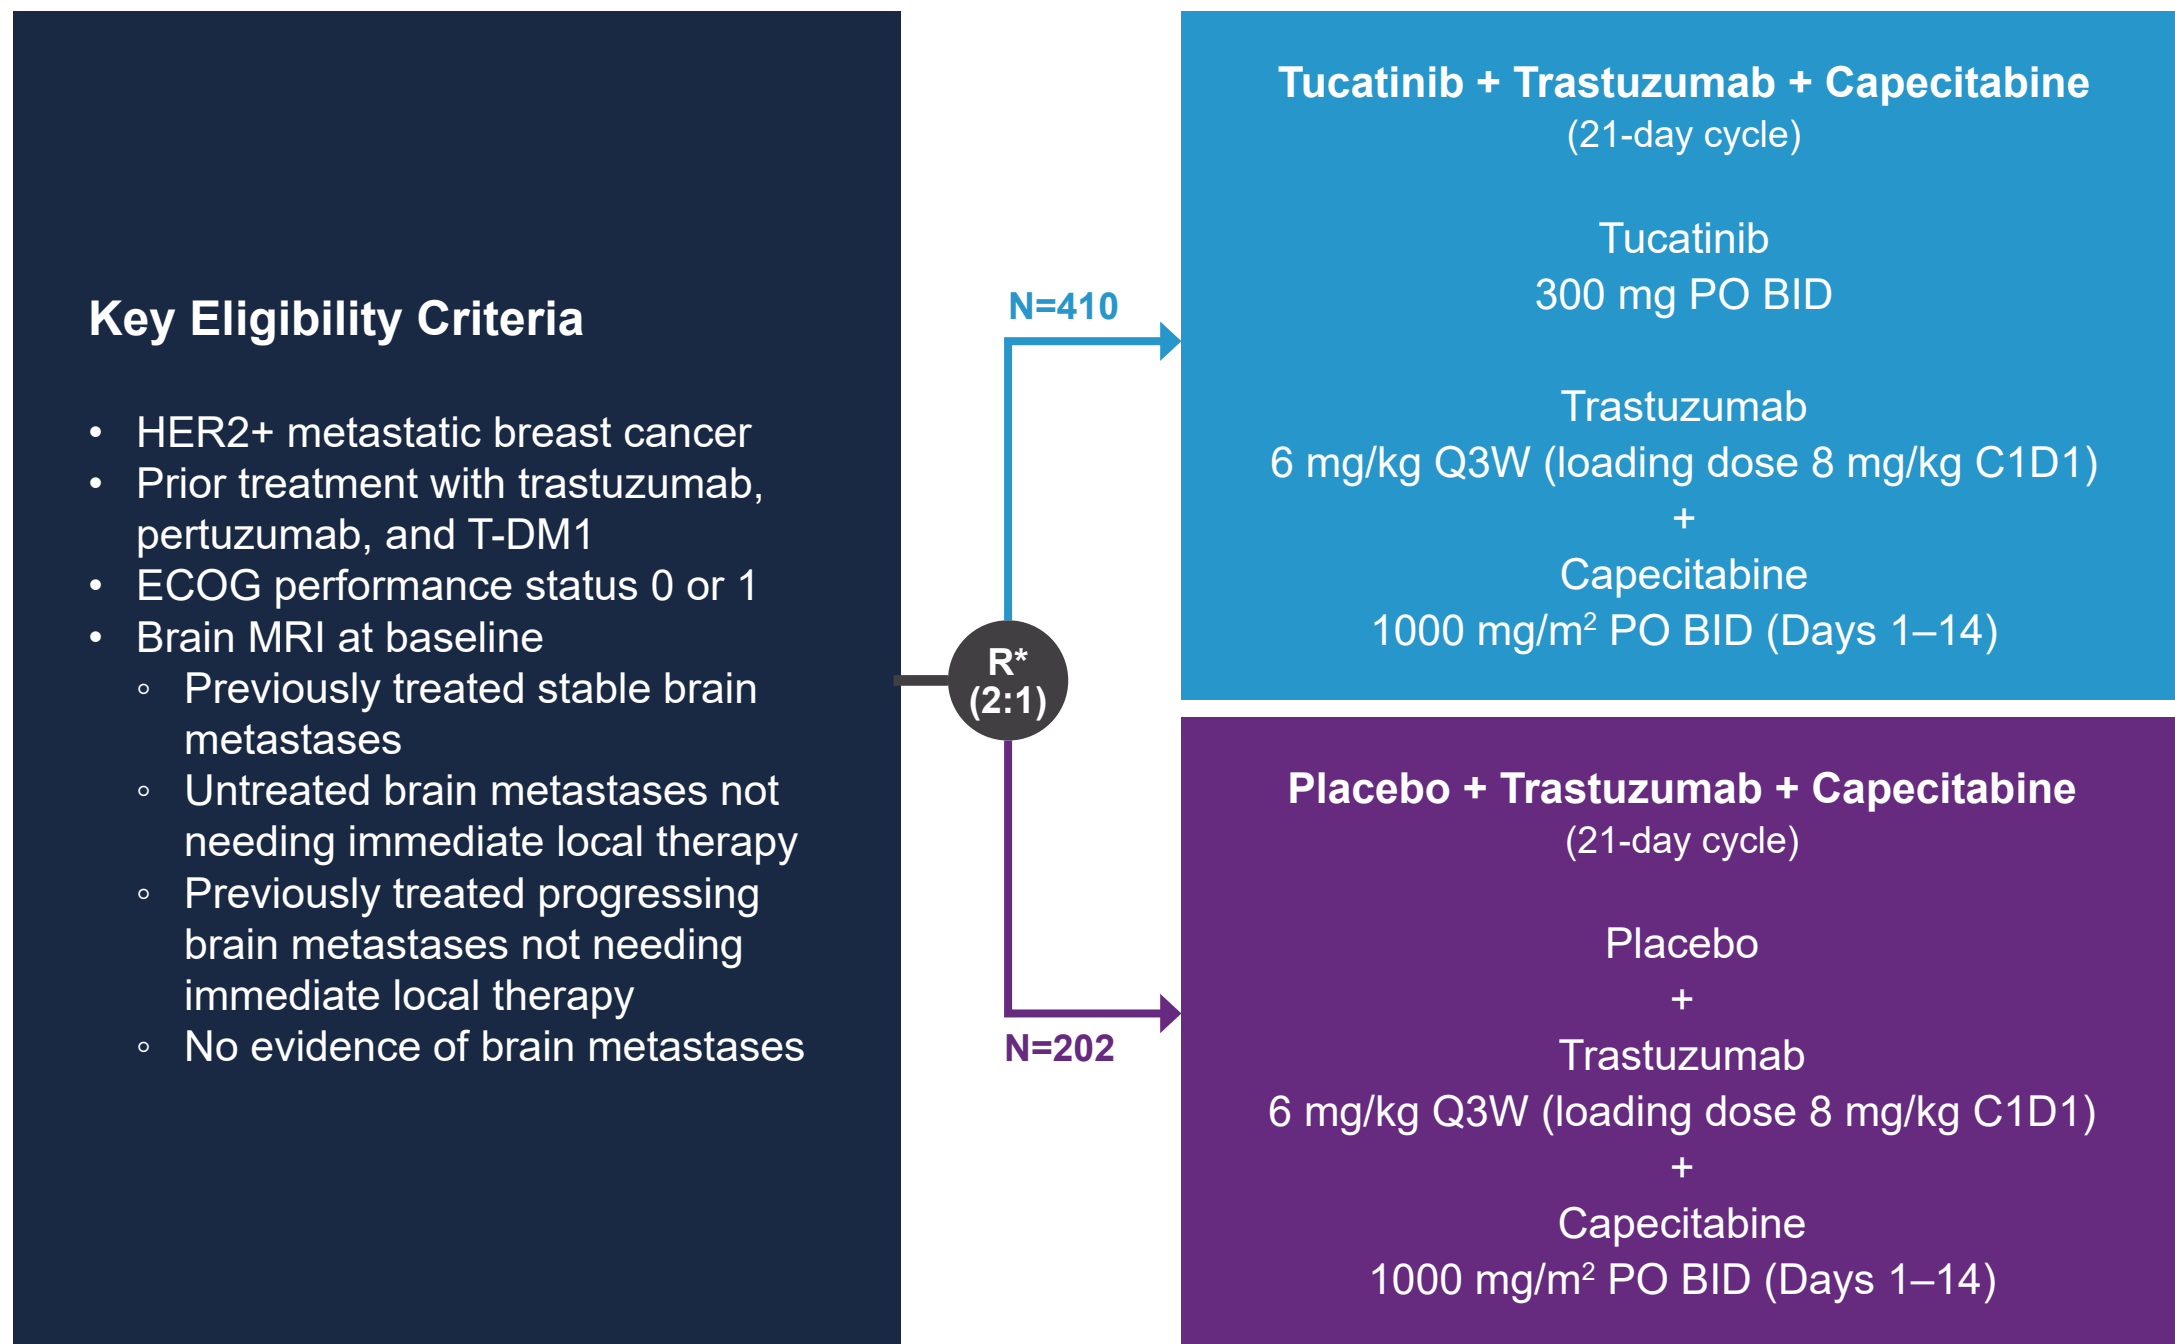 Key Eligibility Criteria
• HER2+ metastatic breast cancer
• Prior treatment with trastuzumab,
pertuzumab, and T-DM1
• ECOG performance status 0 or 1
• Brain MRI at baseline
◦ Previously treated stable brain
metastases
◦ Untreated brain metastases not
needing immediate local therapy
◦ Previously treated progressing
brain metastases not needing
immediate local therapy
◦ No evidence of brain metastases
R*
(2:1)
N=410
N=202
Tucatinib + Trastuzumab + Capecitabine
(21-day cycle)
Tucatinib
300 mg PO BID
Trastuzumab
6 mg/kg Q3W (loading dose 8 mg/kg C1D1)
+
Capecitabine
1000 mg/m² PO BID (Days 1–14)
Placebo + Trastuzumab + Capecitabine
(21-day cycle)
Placebo
+
Trastuzumab
6 mg/kg Q3W (loading dose 8 mg/kg C1D1)
+
Capecitabine
1000 mg/m² PO BID (Days 1–14)